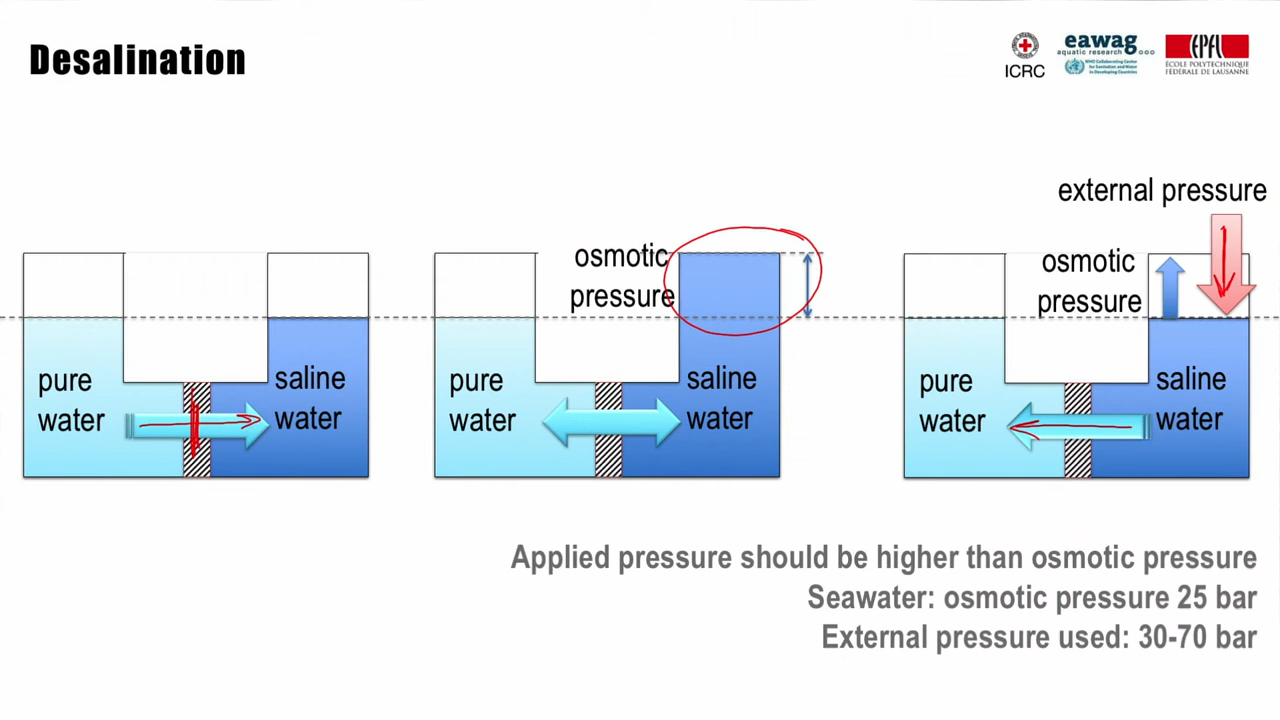 Desalination
ICRC
eawag
aquatic research
WHO Collaborating Center
for Sanitation and Water
in Developing Countries
EPFL
ÉCOLE POLYTECHNIQUE
FÉDÉRALE DE LAUSANNE
pure
water
saline
water
osmotic
pressure
pure
water
saline
water
external pressure
osmotic
pressure
pure
water
saline
water
Applied pressure should be higher than osmotic pressure
Seawater: osmotic pressure 25 bar
External pressure used: 30-70 bar